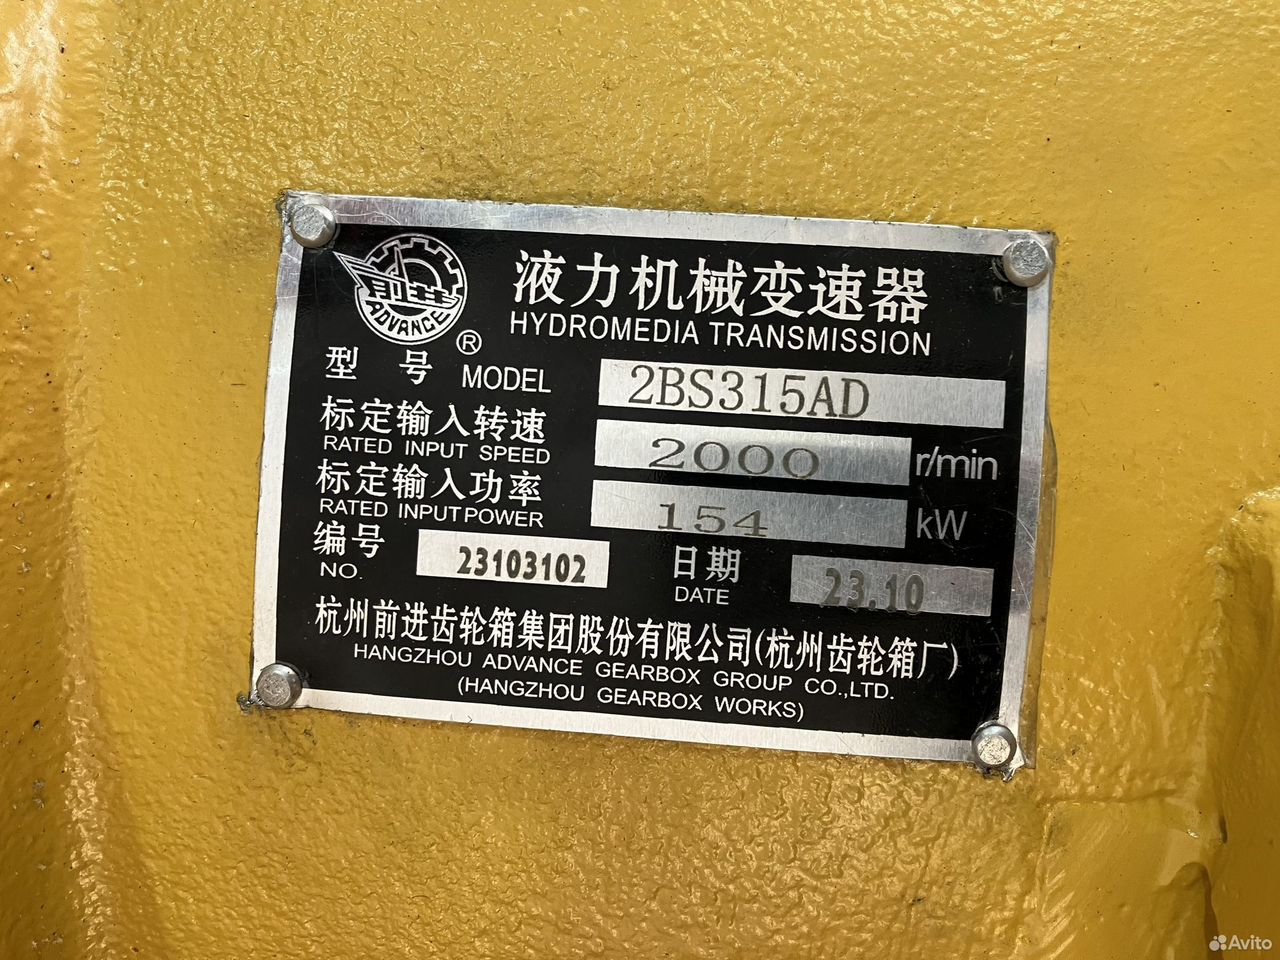 前进
ADVANCE
®
液力机械变速器
HYDROMEDIA TRANSMISSION
型 号 MODEL 2BS315AD
标定输入转速
RATED INPUT SPEED 2000 r/min
标定输入功率
RATED INPUT POWER 154 kW
编号
NO. 23103102
日期
DATE 23.10
杭州前进齿轮箱集团股份有限公司(杭州齿轮箱厂)
HANGZHOU ADVANCE GEARBOX GROUP CO.,LTD.
(HANGZHOU GEARBOX WORKS)
Avito